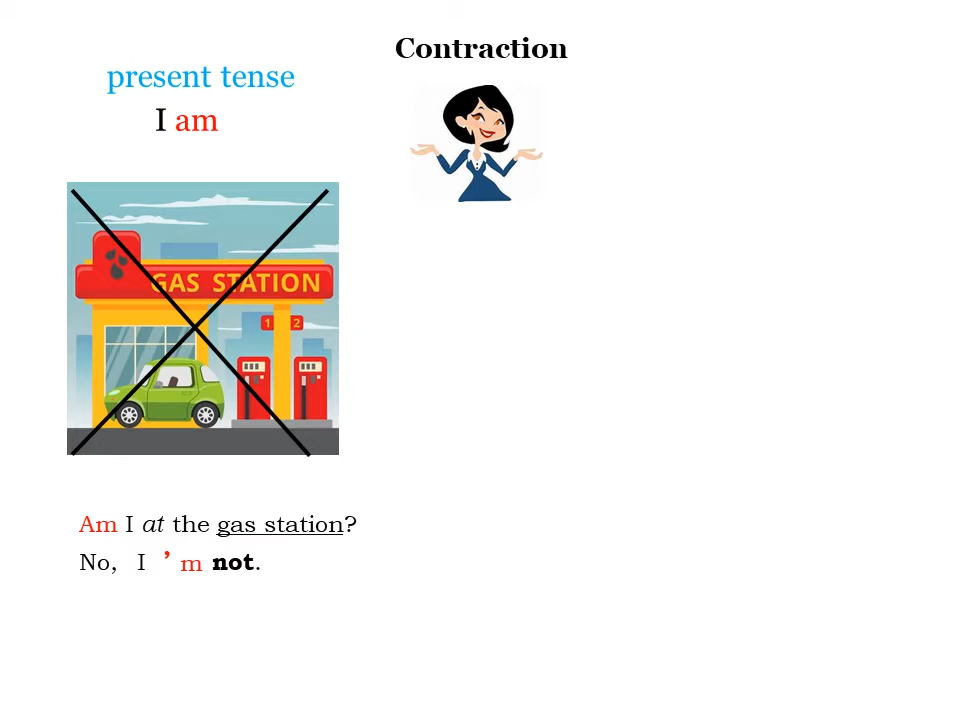 Contraction
present tense
I am
GAS STATION
1 2
Am I at the gas station?
No, I ’m not.